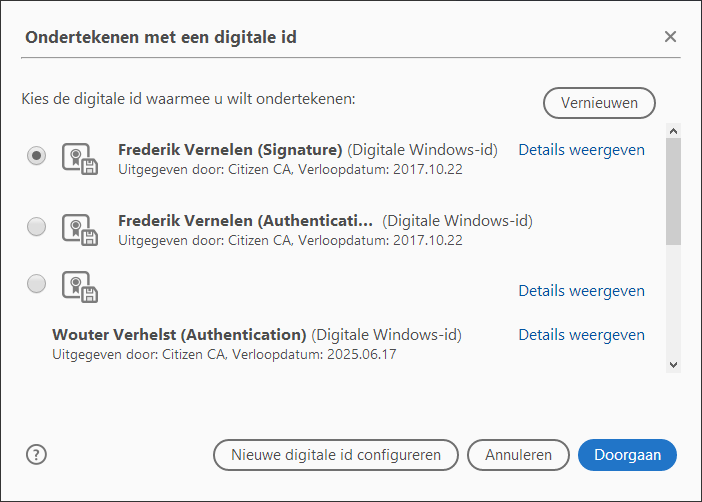 Ondertekenen met een digitale id
Kies de digitale id waarmee u wilt ondertekenen:
Vernieuwen
Frederik Vernelen (Signature) (Digitale Windows-id) Details weergeven
Uitgegeven door: Citizen CA, Verloopdatum: 2017.10.22
Frederik Vernelen (Authenticati... (Digitale Windows-id)
Uitgegeven door: Citizen CA, Verloopdatum: 2017.10.22
Details weergeven
Wouter Verhelst (Authentication) (Digitale Windows-id) Details weergeven
Uitgegeven door: Citizen CA, Verloopdatum: 2025.06.17
? Nieuwe digitale id configureren Annuleren Doorgaan